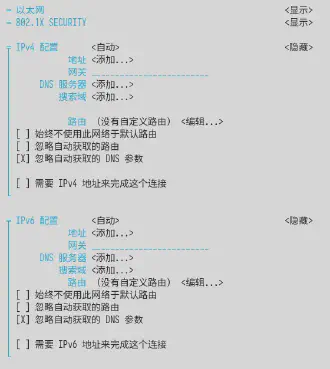 - 以太网 <显示>
- 802.1X SECURITY <显示>
IPv4 配置 <自动> <隐藏>
地址 <添加...>
网关
DNS 服务器 <添加...>
搜索域 <添加...>
路由 (没有自定义路由) <编辑...>
[ ] 始终不使用此网络于默认路由
[ ] 忽略自动获取的路由
[X] 忽略自动获取的 DNS 参数
[ ] 需要 IPv4 地址来完成这个连接
IPv6 配置 <自动> <隐藏>
地址 <添加...>
网关
DNS 服务器 <添加...>
搜索域 <添加...>
路由 (没有自定义路由) <编辑...>
[ ] 始终不使用此网络于默认路由
[ ] 忽略自动获取的路由
[X] 忽略自动获取的 DNS 参数
[ ] 需要 IPv6 地址来完成这个连接